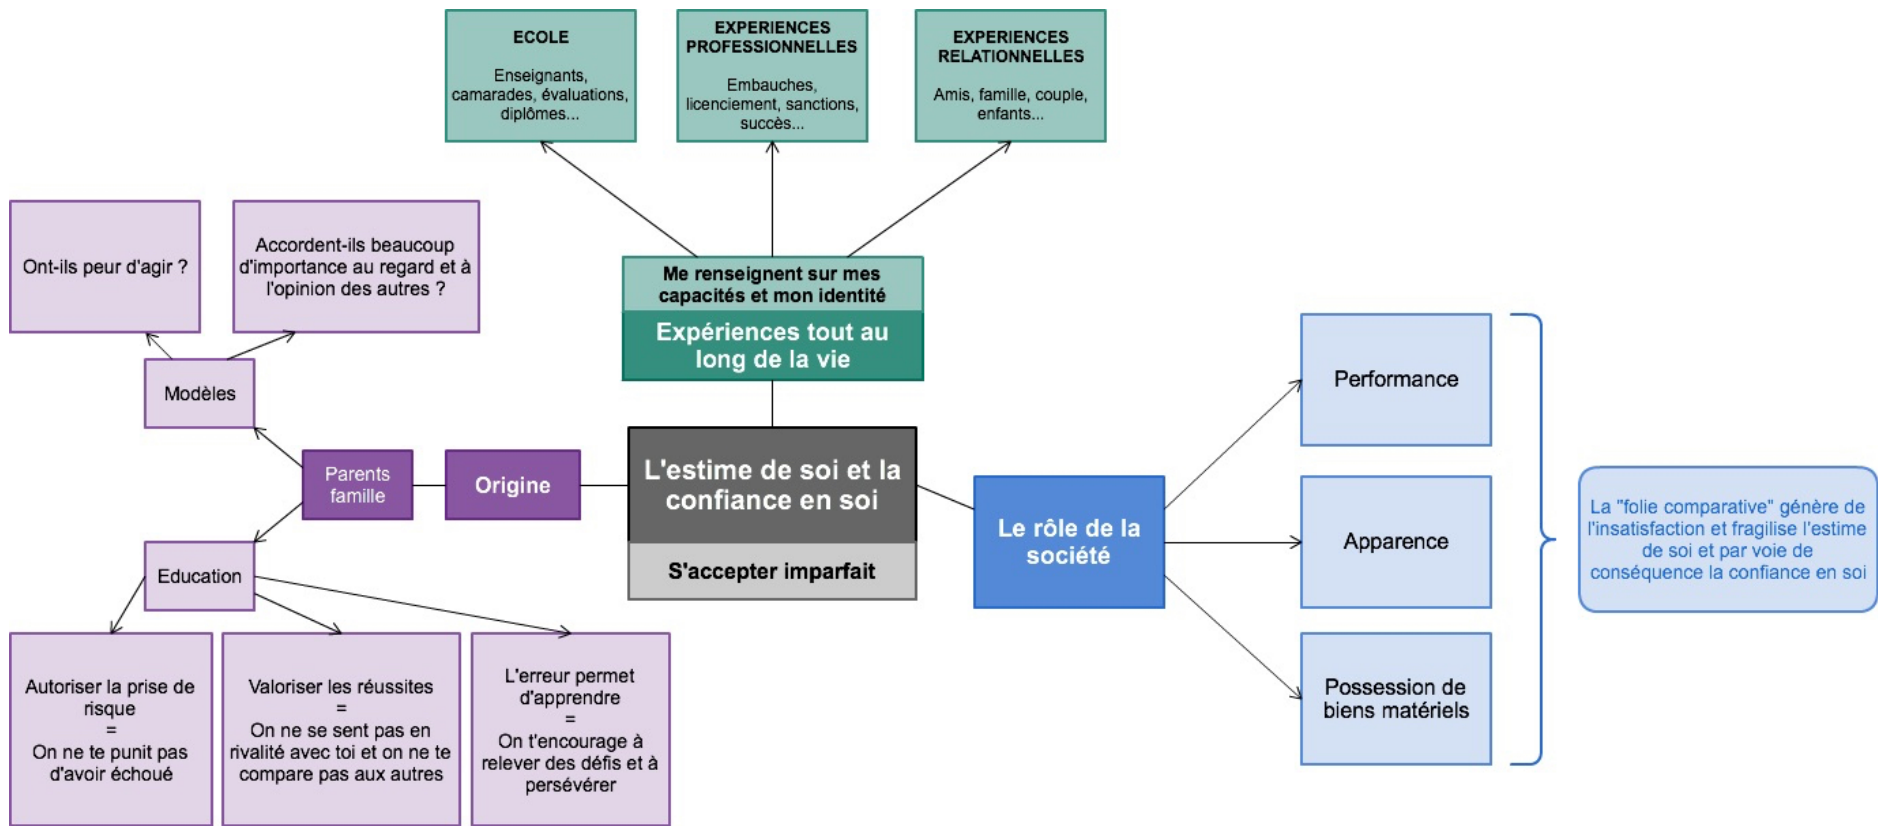 ECOLE
Enseignants,
camarades, évaluations,
diplômes...
EXPERIENCES
PROFESSIONNELLES
Embauches,
licenciement, sanctions,
succès...
EXPERIENCES
RELATIONNELLES
Amis, famille, couple,
enfants...
Ont-ils peur d'agir ?
Accordent-ils beaucoup
d'importance au regard et à
l'opinion des autres ?
Me renseignent sur mes
capacités et mon identité
Expériences tout au
long de la vie
Modèles
Parents
famille
Origine
L'estime de soi et la
confiance en soi
S'accepter imparfait
Le rôle de la
société
Performance
Apparence
Possession de
biens matériels
La "folie comparative" génère de
l'insatisfaction et fragilise l'estime
de soi et par voie de
conséquence la confiance en soi
Education
Autoriser la prise de
risque
=
On ne te punit pas
d'avoir échoué
Valoriser les réussites
=
On ne se sent pas en
rivalité avec toi et on ne te
compare pas aux autres
L'erreur permet
d'apprendre
=
On t'encourage à
relever des défis et à
persévérer